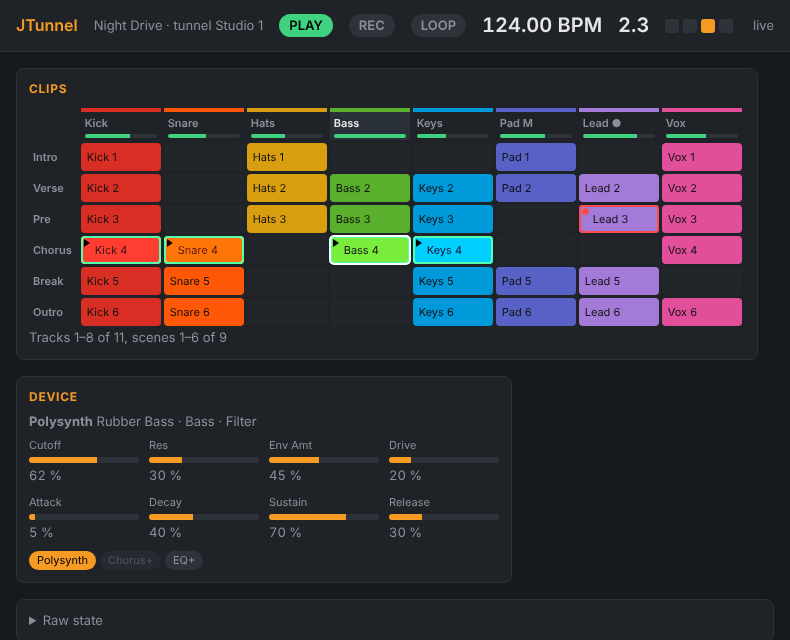 JTunnel Night Drive · tunnel Studio 1 PLAY REC LOOP 124.00 BPM 2.3 live
CLIPS
Kick Snare Hats Bass Keys Pad M Lead Vox
Intro Kick 1 Hats 1 Pad 1 Vox 1
Verse Kick 2 Hats 2 Bass 2 Keys 2 Pad 2 Lead 2 Vox 2
Pre Kick 3 Hats 3 Bass 3 Keys 3 Lead 3 Vox 3
Chorus Kick 4 Snare 4 Bass 4 Keys 4 Vox 4
Break Kick 5 Snare 5 Keys 5 Pad 5 Lead 5
Outro Kick 6 Snare 6 Keys 6 Pad 6 Lead 6 Vox 6
Tracks 1–8 of 11, scenes 1–6 of 9
DEVICE
Polysynth Rubber Bass · Bass · Filter
Cutoff Res Env Amt Drive
62 % 30 % 45 % 20 %
Attack Decay Sustain Release
5 % 40 % 70 % 30 %
Polysynth Chorus+ EQ+
Raw state